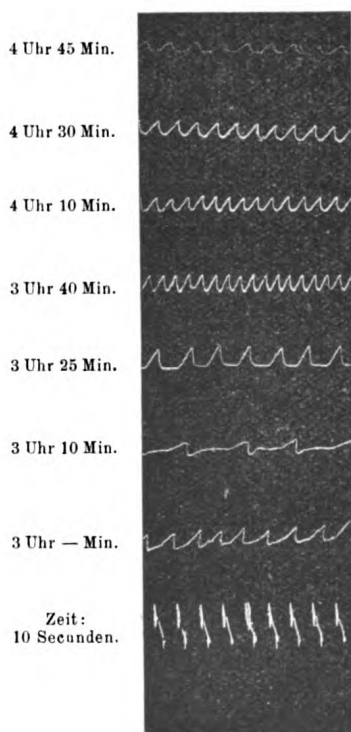 4 Uhr 45 Min.
4 Uhr 30 Min.
4 Uhr 10 Min.
3 Uhr 40 Min.
3 Uhr 25 Min.
3 Uhr 10 Min.
3 Uhr — Min.
Zeit:
10 Secunden.